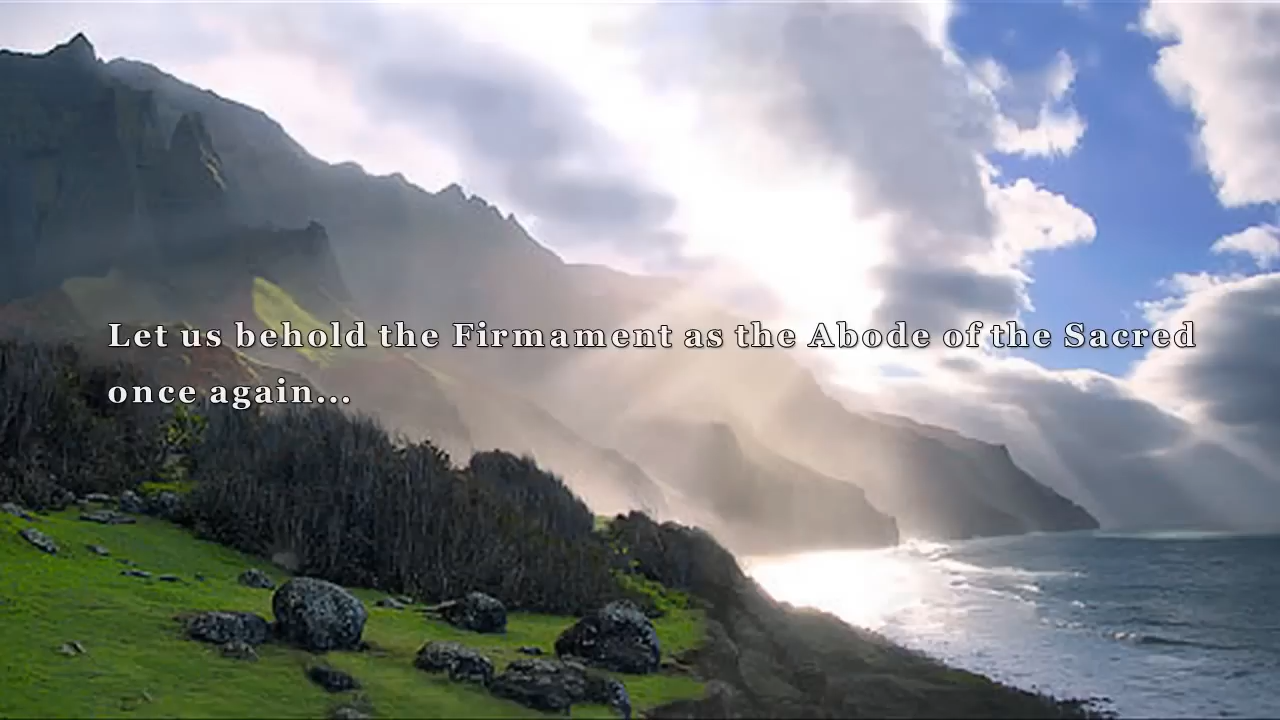 Let us behold the Firmament as the Abode of the Sacred
once again...